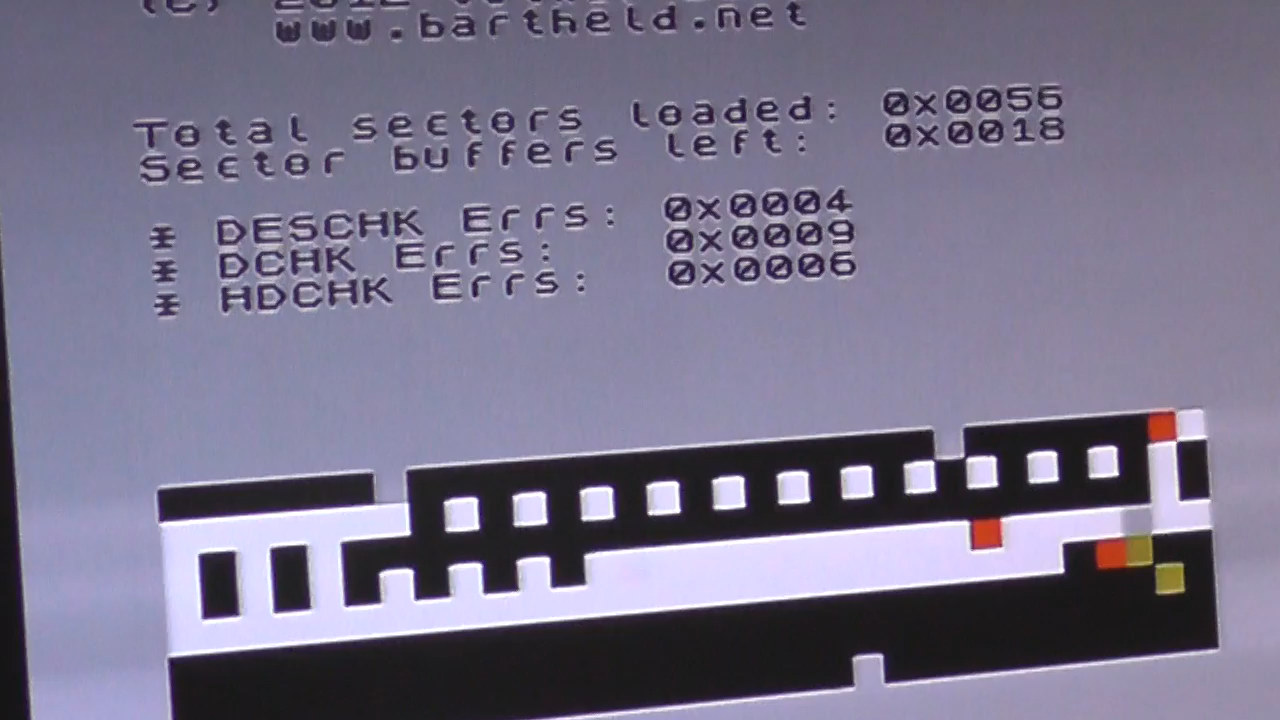 www.bartheld.net
Total sectors loaded: 0x0056
Sector buffers left: 0x0018
* DESCHK Errs: 0x0004
* DCHK Errs: 0x0009
* HDCHK Errs: 0x0006